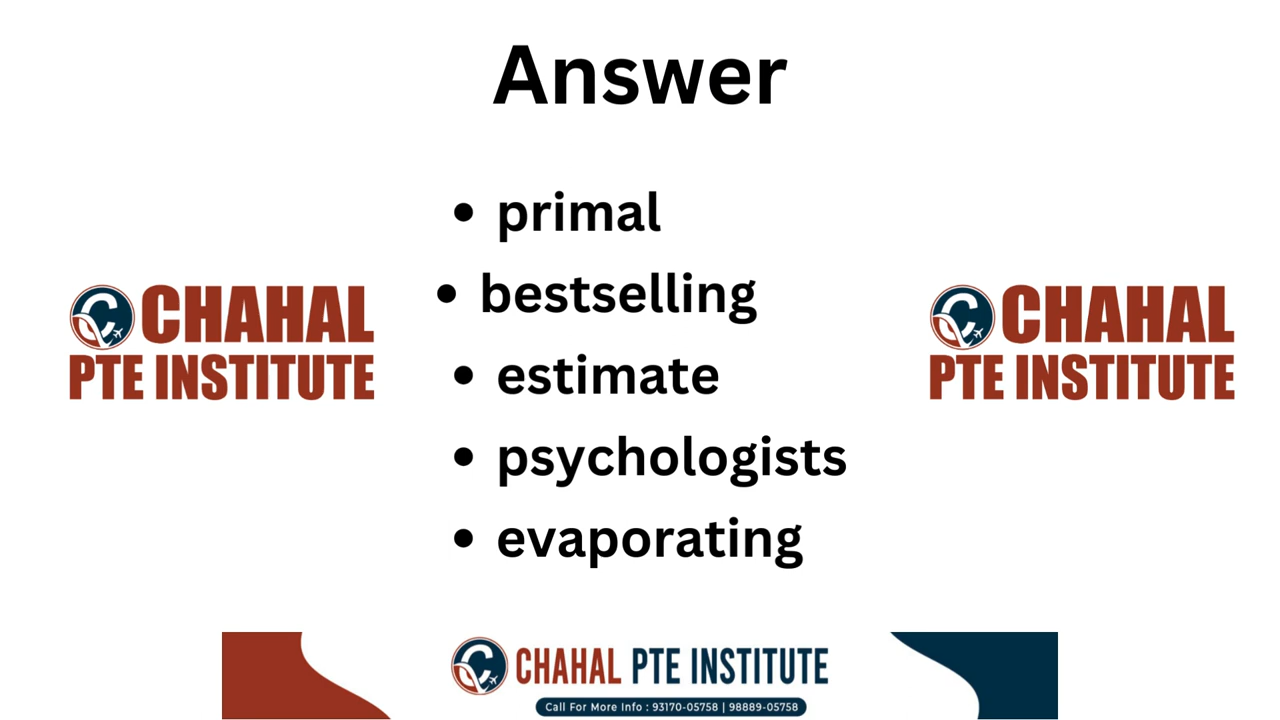 Answer
• primal
• bestselling
• estimate
• psychologists
• evaporating
CHAHAL
PTE INSTITUTE
CHAHAL
PTE INSTITUTE
CHAHAL PTE INSTITUTE
Call For More Info : 93170-05758 | 98889-05758